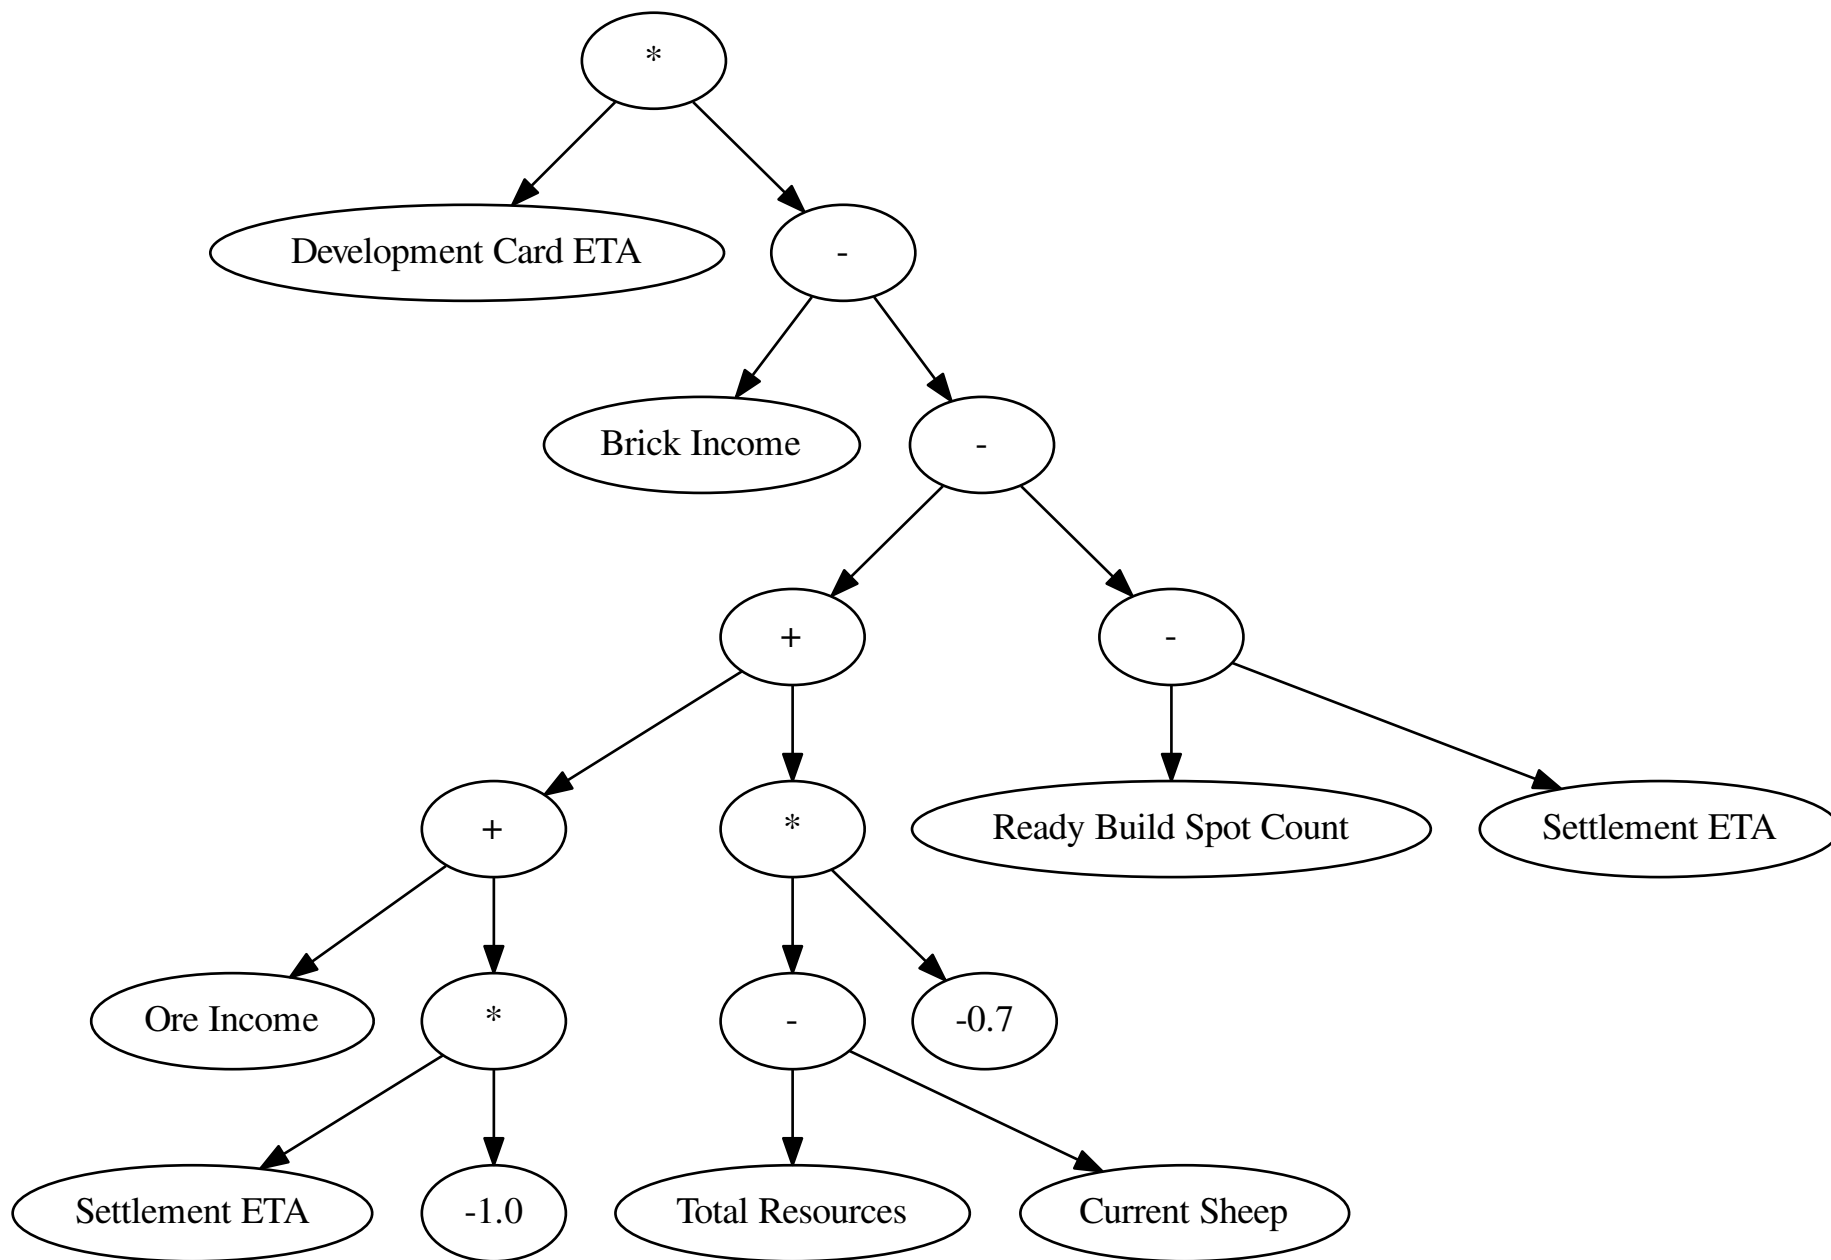 *
Development Card ETA
-
Brick Income
-
+
-
+
*
Ready Build Spot Count
Settlement ETA
Ore Income
*
-
-0.7
Settlement ETA
-1.0
Total Resources
Current Sheep